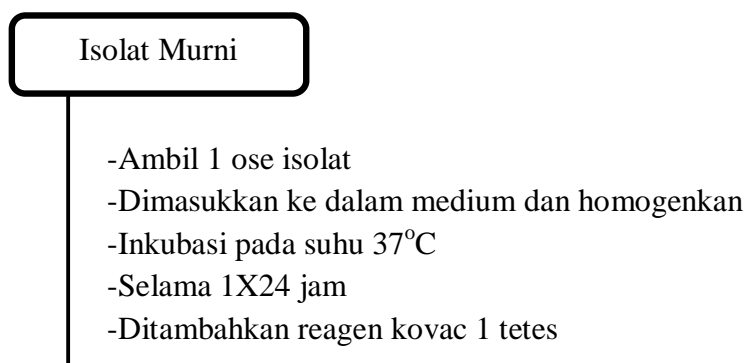 Isolat Murni
-Ambil 1 ose isolat
-Dimasukkan ke dalam medium dan homogenkan
-Inkubasi pada suhu 37°C
-Selama 1X24 jam
-Ditambahkan reagen kovac 1 tetes